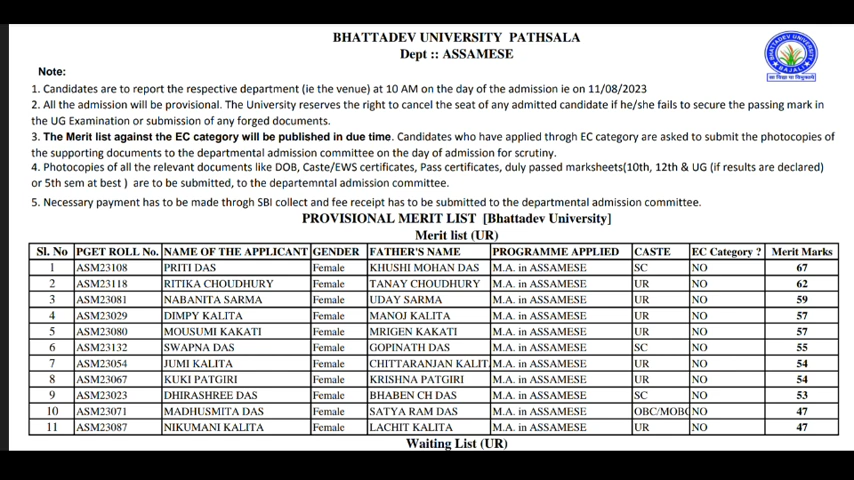 BHATTADEV UNIVERSITY PATHSALA
Dept :: ASSAMESE
Note:
1. Candidates are to report the respective department (ie the venue) at 10 AM on the day of the admission ie on 11/08/2023
2. All the admission will be provisional. The University reserves the right to cancel the seat of any admitted candidate if he/she fails to secure the passing mark in
the UG Examination or submission of any forged documents.
3. The Merit list against the EC category will be published in due time. Candidates who have applied throgh EC category are asked to submit the photocopies of
the supporting documents to the departmental admission committee on the day of admission for scrutiny.
4. Photocopies of all the relevant documents like DOB, Caste/EWS certificates, Pass certificates, duly passed marksheets(10th, 12th & UG (if results are declared)
or 5th sem at best ) are to be submitted, to the departemntal admission committee.
5. Necessary payment has to be made throgh SBI collect and fee receipt has to be submitted to the departmental admission committee.
PROVISIONAL MERIT LIST [Bhattadev University]
Merit list (UR)
Sl. No PGET ROLL No. NAME OF THE APPLICANT GENDER FATHER'S NAME PROGRAMME APPLIED CASTE EC Category ? Merit Marks
1 ASM23108 PRITI DAS Female KHUSHI MOHAN DAS M.A. in ASSAMESE SC NO 67
2 ASM23118 RITIKA CHOUDHURY Female TANAY CHOUDHURY M.A. in ASSAMESE UR NO 62
3 ASM23081 NABANITA SARMA Female UDAY SARMA M.A. in ASSAMESE UR NO 59
4 ASM23029 DIMPY KALITA Female MANOJ KALITA M.A. in ASSAMESE UR NO 57
5 ASM23080 MOUSUMI KAKATI Female MRIGEN KAKATI M.A. in ASSAMESE UR NO 57
6 ASM23132 SWAPNA DAS Female GOPINATH DAS M.A. in ASSAMESE SC NO 55
7 ASM23054 JUMI KALITA Female CHITTARANJAN KALIT M.A. in ASSAMESE UR NO 54
8 ASM23067 KUKI PATGIRI Female KRISHNA PATGIRI M.A. in ASSAMESE UR NO 54
9 ASM23023 DHIRASHREE DAS Female BHABEN CH DAS M.A. in ASSAMESE SC NO 53
10 ASM23071 MADHUSMITA DAS Female SATYA RAM DAS M.A. in ASSAMESE OBC/MOBC NO 47
11 ASM23087 NIKUMANI KALITA Female LACHIT KALITA M.A. in ASSAMESE UR NO 47
Waiting List (UR)